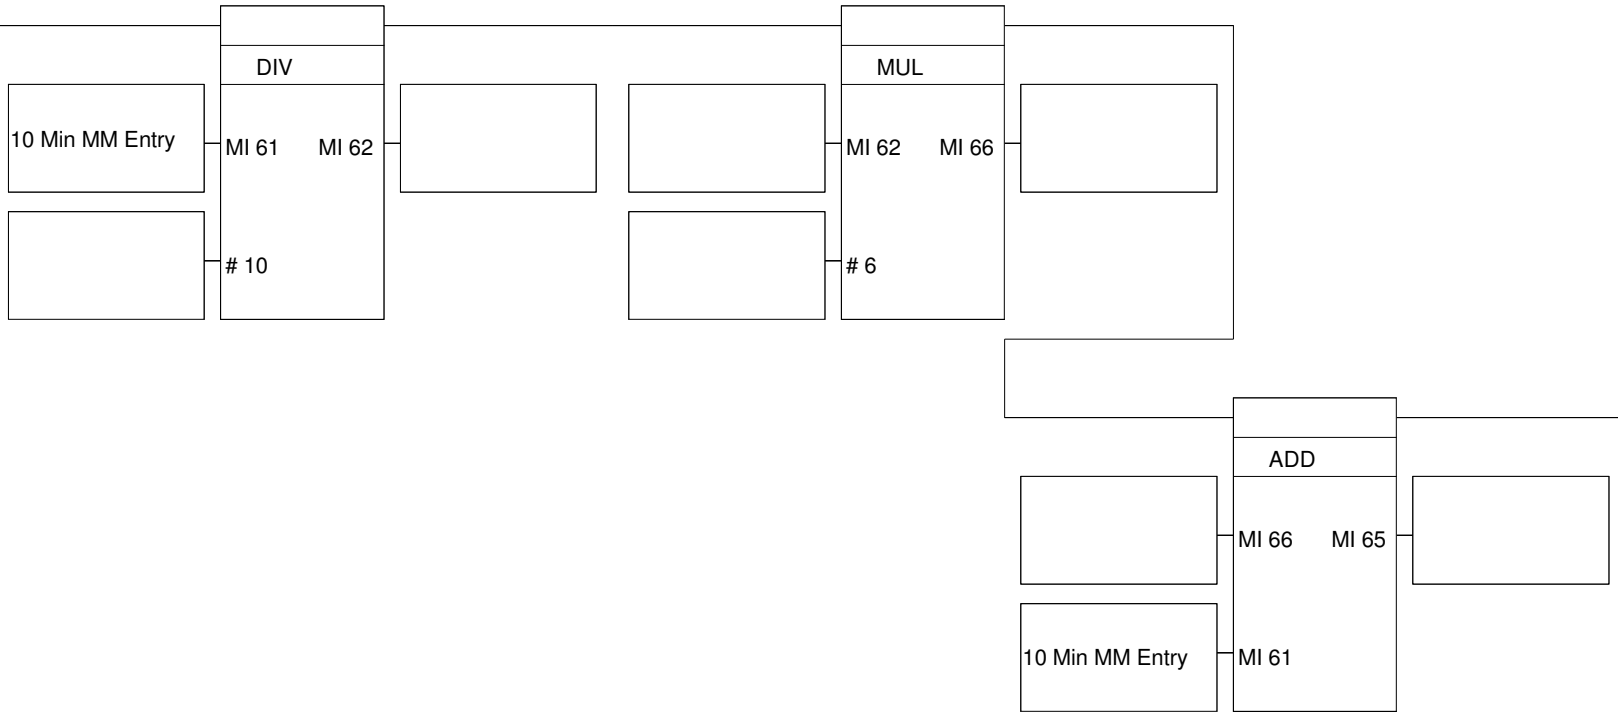 DIV
MUL
10 Min MM Entry
MI 61 MI 62
MI 62 MI 66
# 10
# 6
ADD
MI 66 MI 65
10 Min MM Entry
MI 61